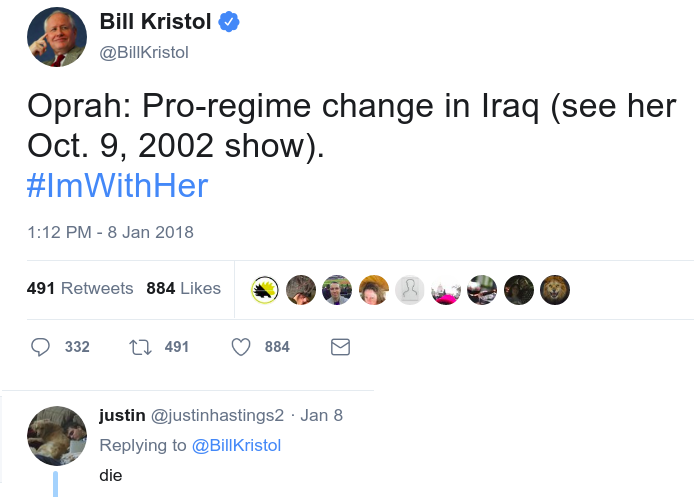 Bill Kristol
@BillKristol
Oprah: Pro-regime change in Iraq (see her
Oct. 9, 2002 show).
#ImWithHer
1:12 PM - 8 Jan 2018
491 Retweets 884 Likes
332 491 884
justin @justinhastings2 · Jan 8
Replying to @BillKristol
die